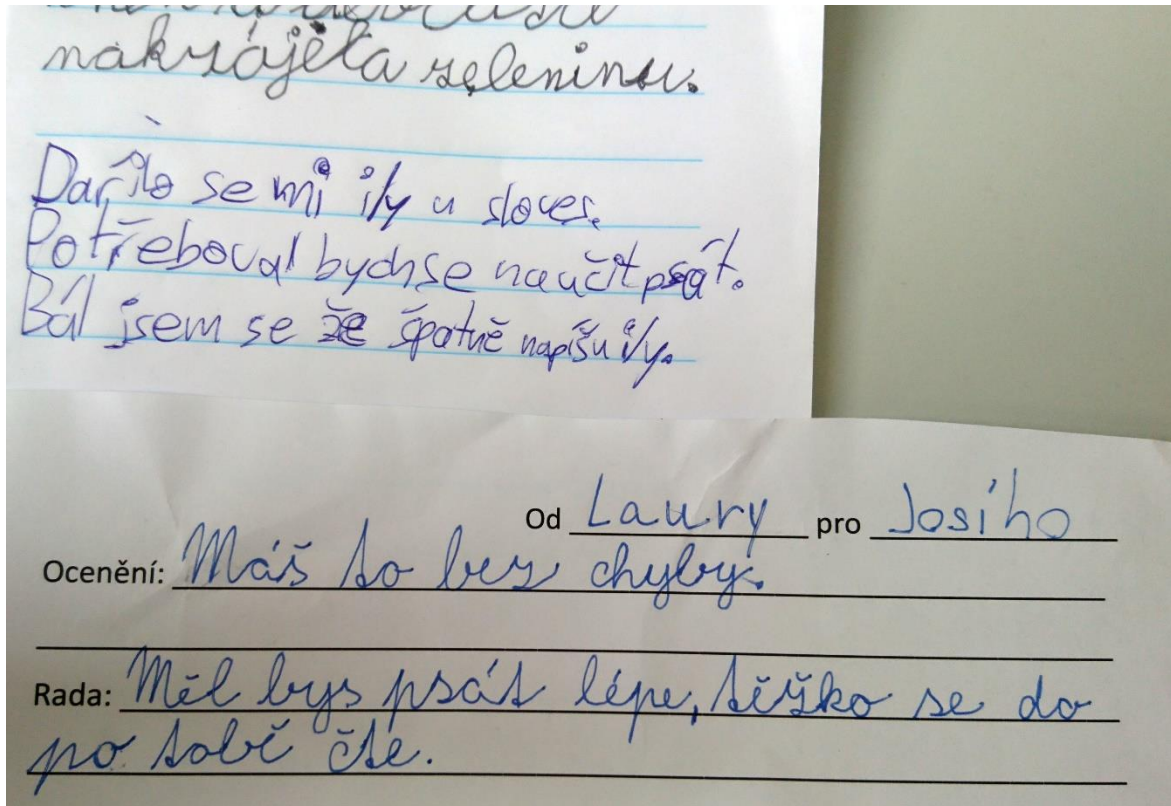 nakrájela zeleninu.
Dařilo se mi i/y u sloves.
Potřeboval bych se naučit psát.
Bál jsem se že špatně napíšu i/y.
Od Laury pro Josího
Ocenění: Máš to bez chyby.
Rada: Měl bys psát lépe, těžko se do
po tobě čte.